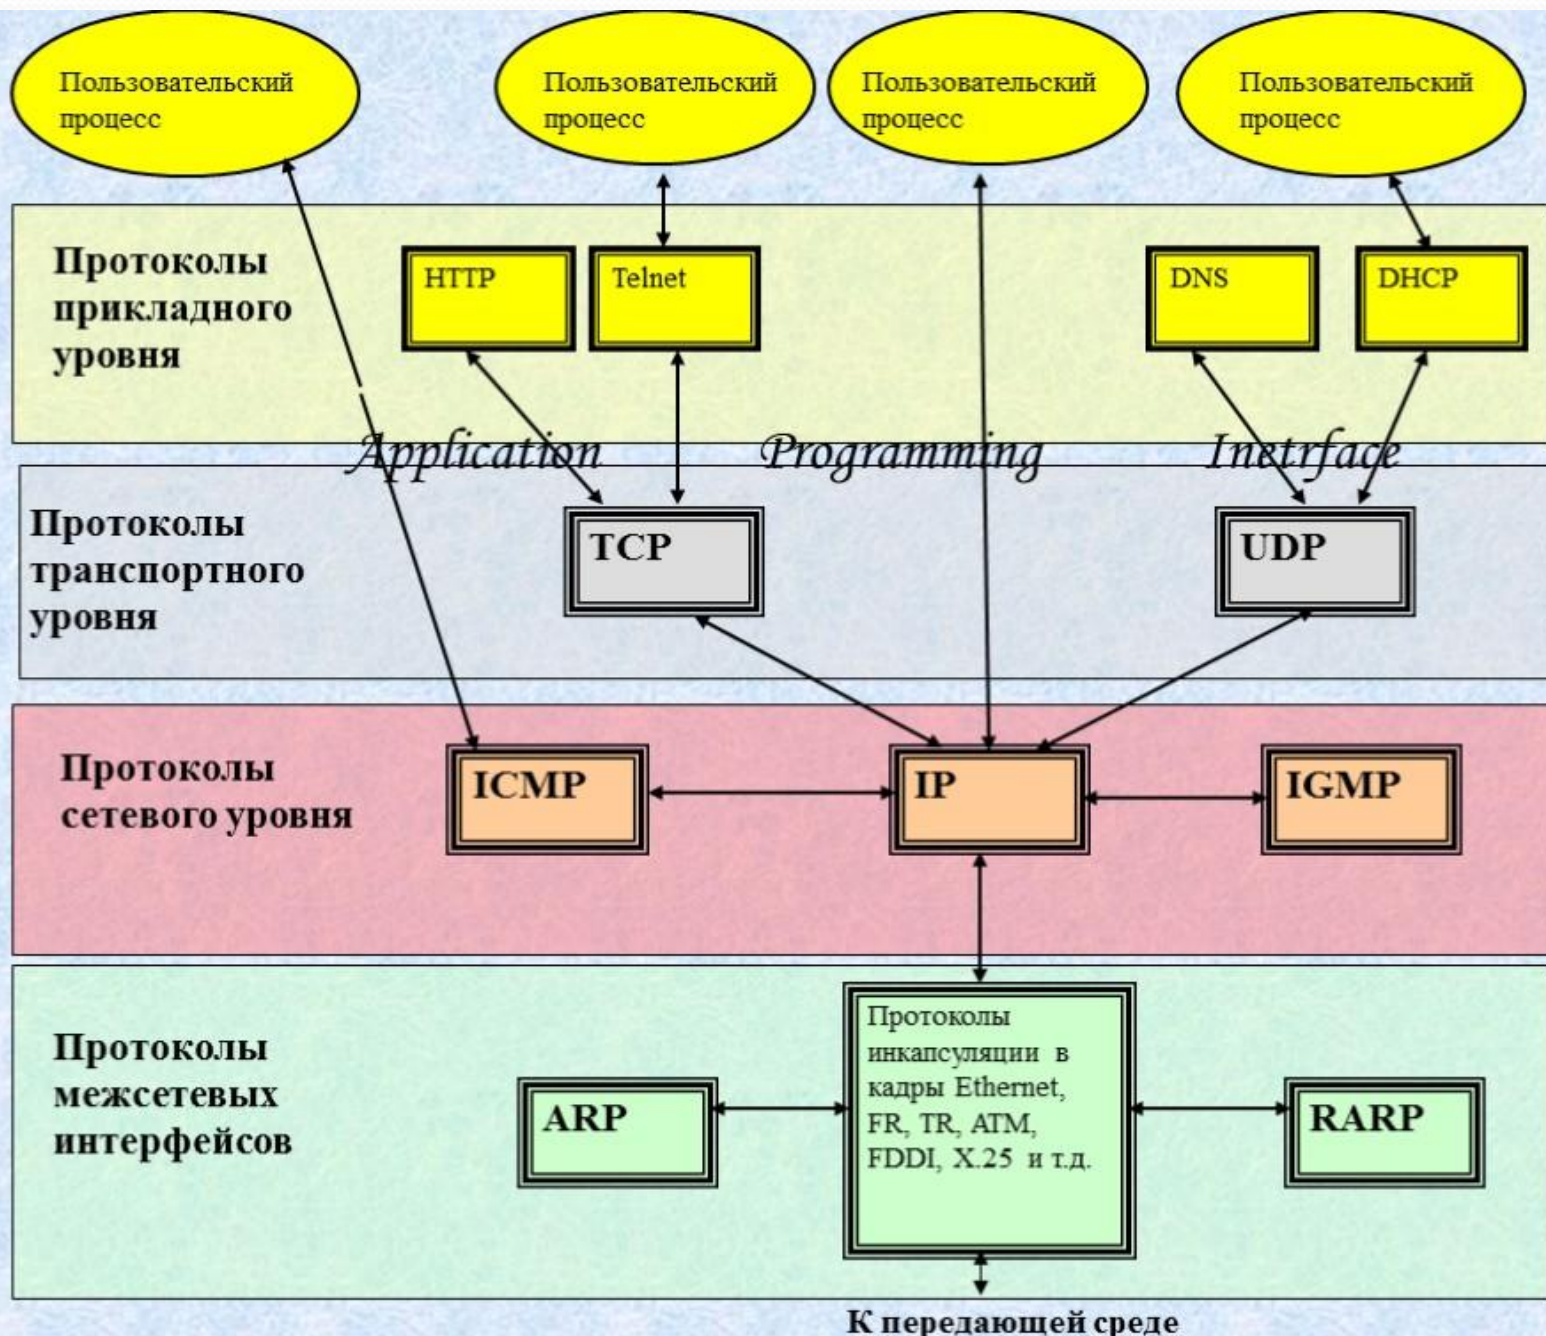 Пользовательский
процесс
Пользовательский
процесс
Пользовательский
процесс
Пользовательский
процесс
Протоколы
прикладного
уровня
HTTP
Telnet
DNS
DHCP
Application Programming Inetrface
Протоколы
транспортного
уровня
TCP
UDP
Протоколы
сетевого уровня
ICMP
IP
IGMP
Протоколы
межсетевых
интерфейсов
ARP
Протоколы
инкапсуляции в
кадры Ethernet,
FR, TR, ATM,
FDDI, X.25 и т.д.
RARP
К передающей среде